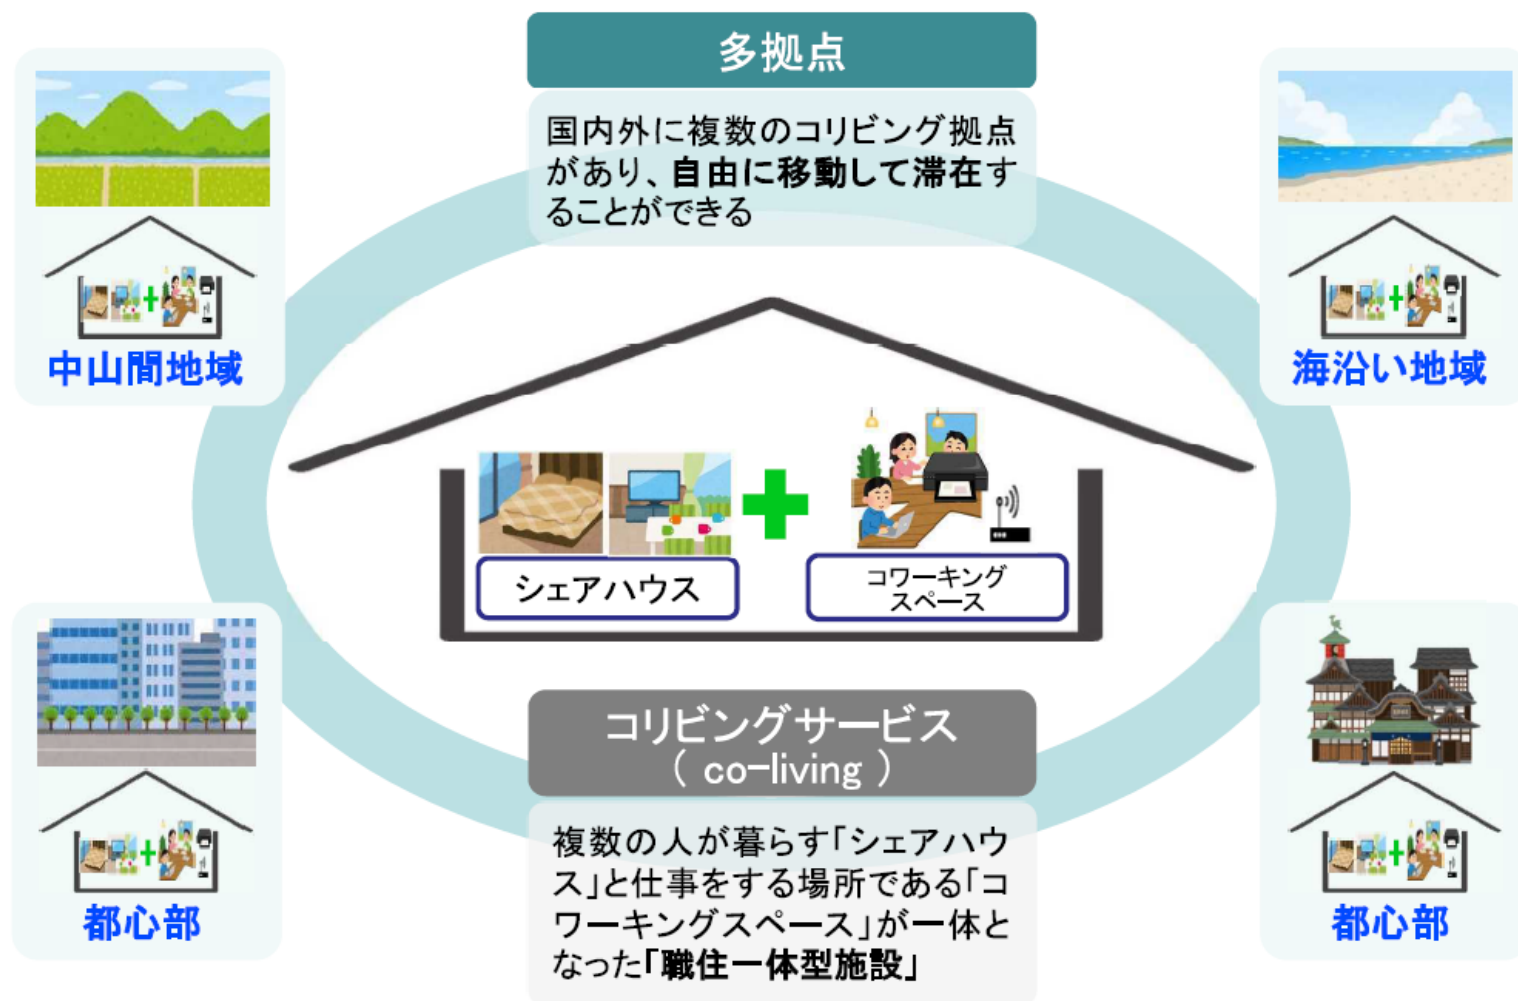 多拠点
国内外に複数のコリビング拠点
があり、自由に移動して滞在す
ることができる
中山間地域
海沿い地域
シェアハウス
コワーキング
スペース
コリビングサービス
（ co-living ）
複数の人が暮らす「シェアハウ
ス」と仕事をする場所である「コ
ワーキングスペース」が一体と
なった「職住一体型施設」
都心部
都心部